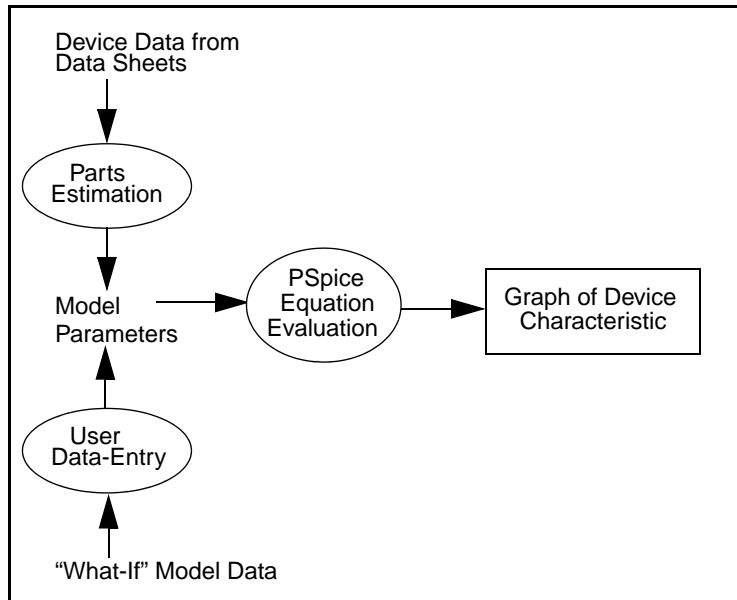 Device Data from
Data Sheets
Parts
Estimation
Model
Parameters
PSpice
Equation
Evaluation
Graph of Device
Characteristic
User
Data-Entry
“What-If” Model Data